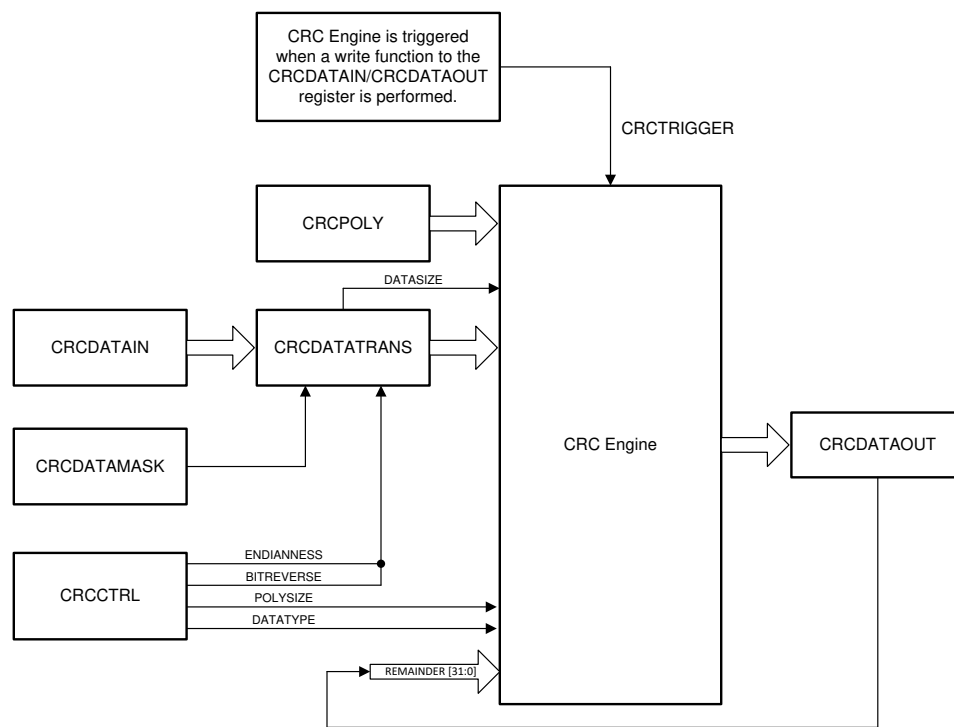 CRC Engine is triggered
when a write function to the
CRCDATAIN/CRCDATAOUT
register is performed.
CRCTRIGGER
CRCPOLY
DATASIZE
CRCDATAIN
CRCDATATRANS
CRCDATAMASK
CRC Engine
CRCDATAOUT
CRCCTRL
ENDIANNESS
BITREVERSE
POLYSIZE
DATATYPE
REMAINDER [31:0]